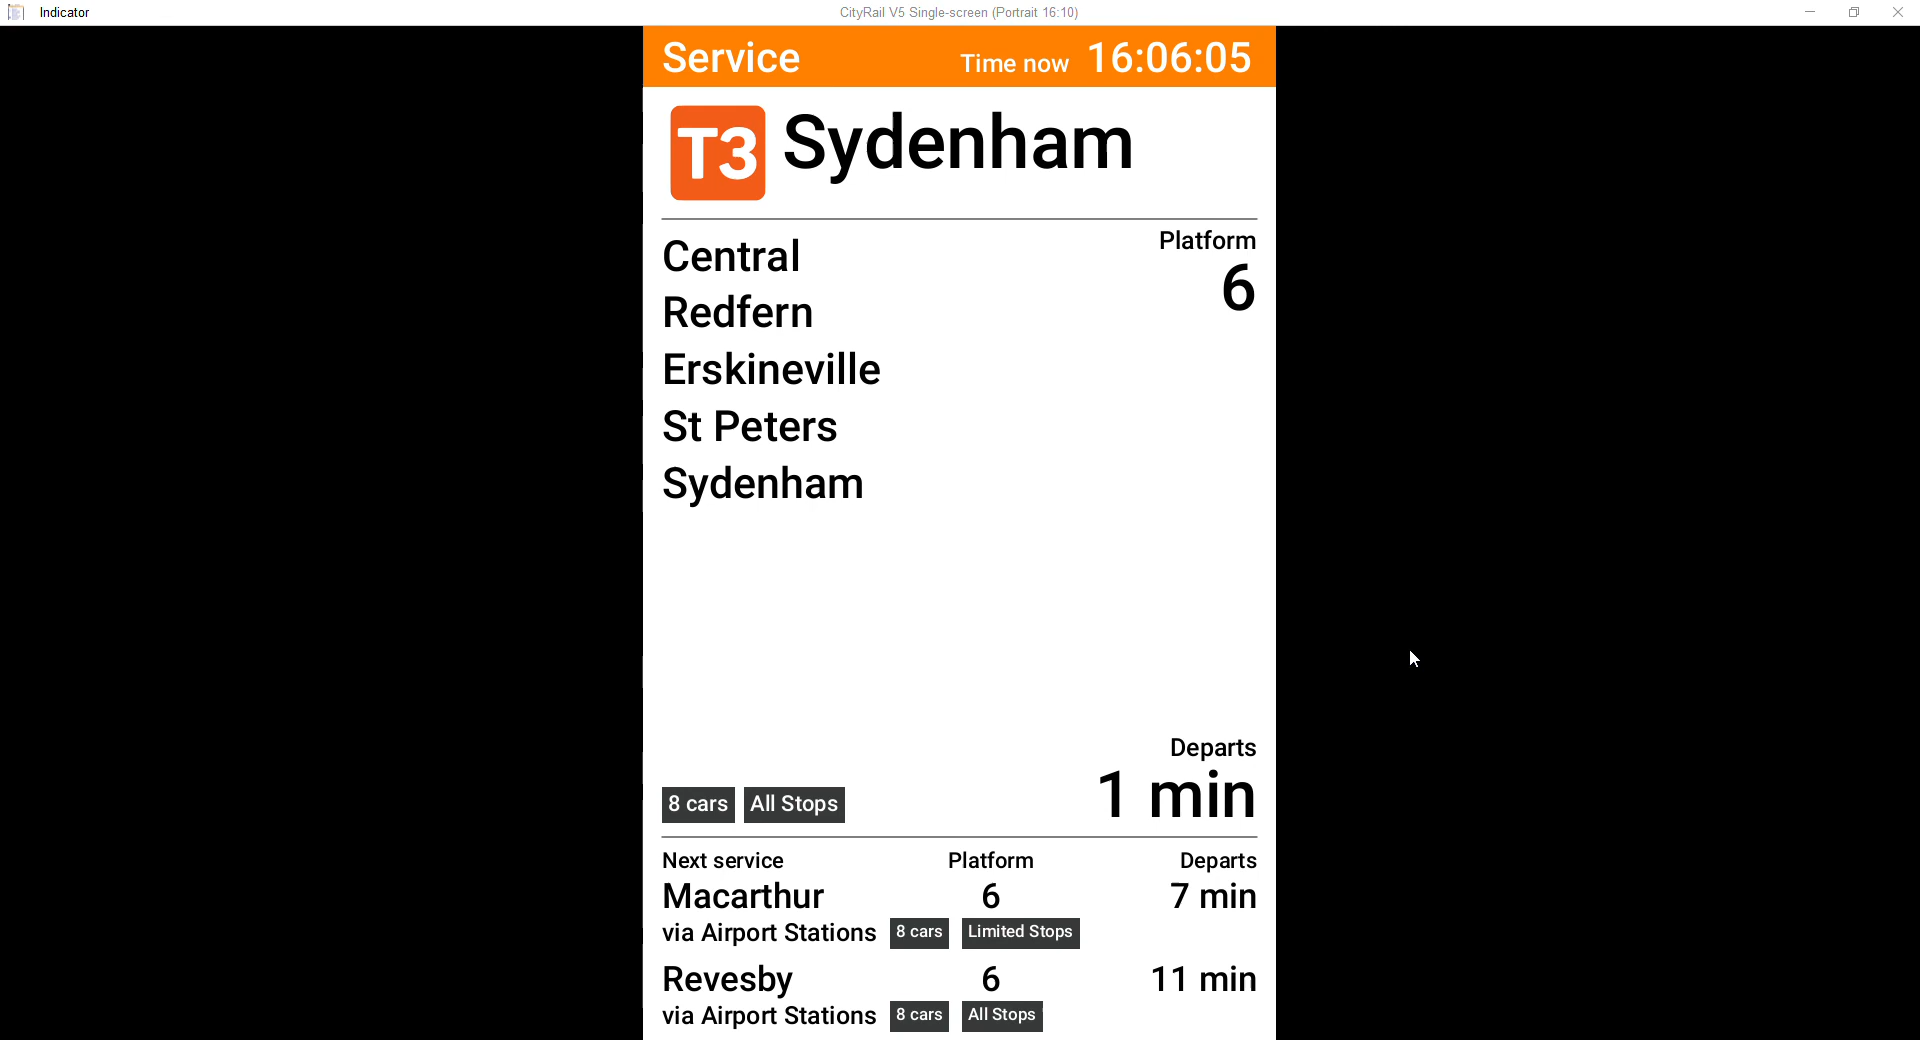 Indicator CityRail V5 Single-screen (Portrait 16:10)
Service Time now 16:06:05
T3 Sydenham
Platform
6
Central
Redfern
Erskineville
St Peters
Sydenham
Departs
1 min
8 cars All Stops
Next service Platform Departs
Macarthur 6 7 min
via Airport Stations 8 cars Limited Stops
Revesby 6 11 min
via Airport Stations 8 cars All Stops